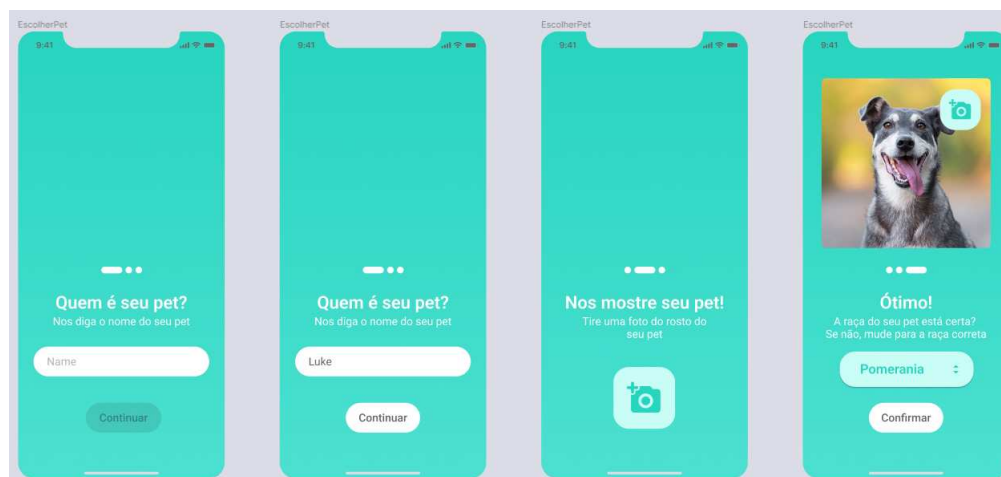 EscolherPet
9:41
Quem é seu pet?
Nos diga o nome do seu pet
Name
Continuar
EscolherPet
9:41
Quem é seu pet?
Nos diga o nome do seu pet
Luke
Continuar
EscolherPet
9:41
Nos mostre seu pet!
Tire uma foto do rosto do
seu pet
EscolherPet
9:41
Ótimo!
A raça do seu pet está certa?
Se não, mude para a raça correta
Pomerania
Confirmar